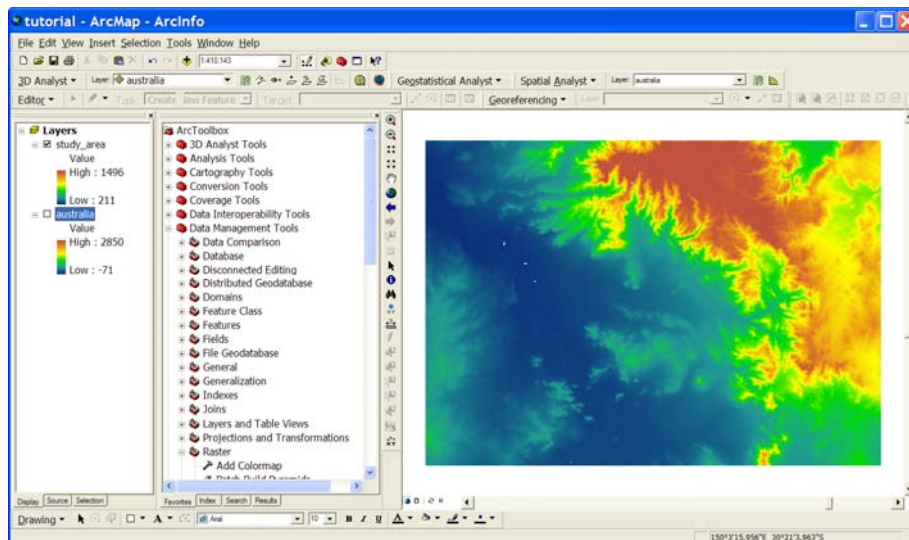 tutorial - ArcMap - ArcInfo
File Edit View Insert Selection Tools Window Help
1:410,143
3D Analyst Layer: australia Geostatistical Analyst Spatial Analyst Layer: australia
Editor Task: Create New Feature Target: Georeferencing Layer:
Layers
study_area
Value
High : 1496
Low : 211
australia
Value
High : 2850
Low : -71
ArcToolbox
3D Analyst Tools
Analysis Tools
Cartography Tools
Conversion Tools
Coverage Tools
Data Interoperability Tools
Data Management Tools
Data Comparison
Database
Disconnected Editing
Distributed Geodatabase
Domains
Feature Class
Features
Fields
File Geodatabase
General
Generalization
Indexes
Joins
Layers and Table Views
Projections and Transformations
Raster
Add Colormap
Batch Build Pyramids
Display Source Selection
Favorites Index Search Results
Drawing Arial 10 B I U A
150°3'15.956"E 30°21'3.963"S